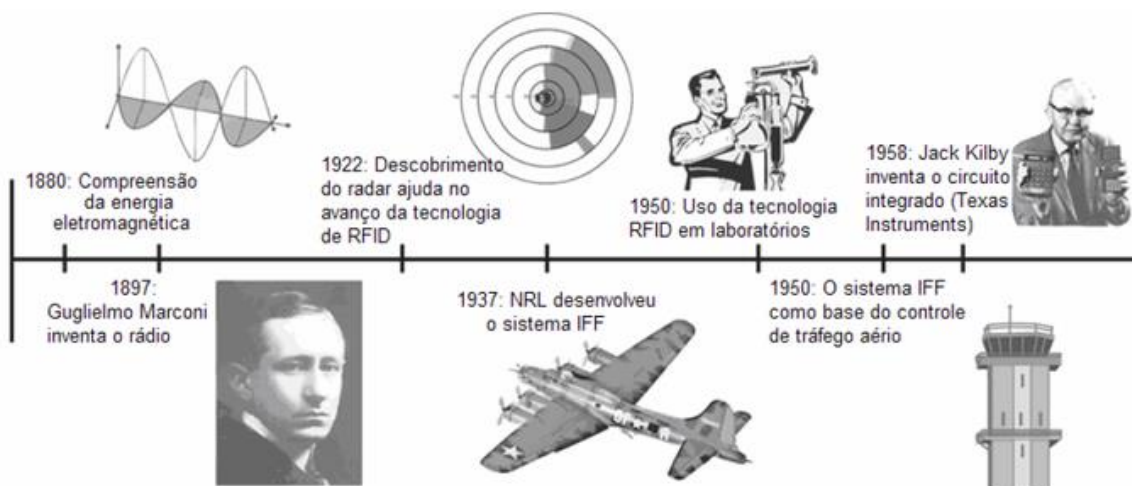 1880: Compreensão
da energia
eletromagnética
1897:
Guglielmo Marconi
inventa o rádio
1922: Descobrimento
do radar ajuda no
avanço da tecnologia
de RFID
1937: NRL desenvolveu
o sistema IFF
1950: Uso da tecnologia
RFID em laboratórios
1950: O sistema IFF
como base do controle
de tráfego aério
1958: Jack Kilby
inventa o circuito
integrado (Texas
Instruments)